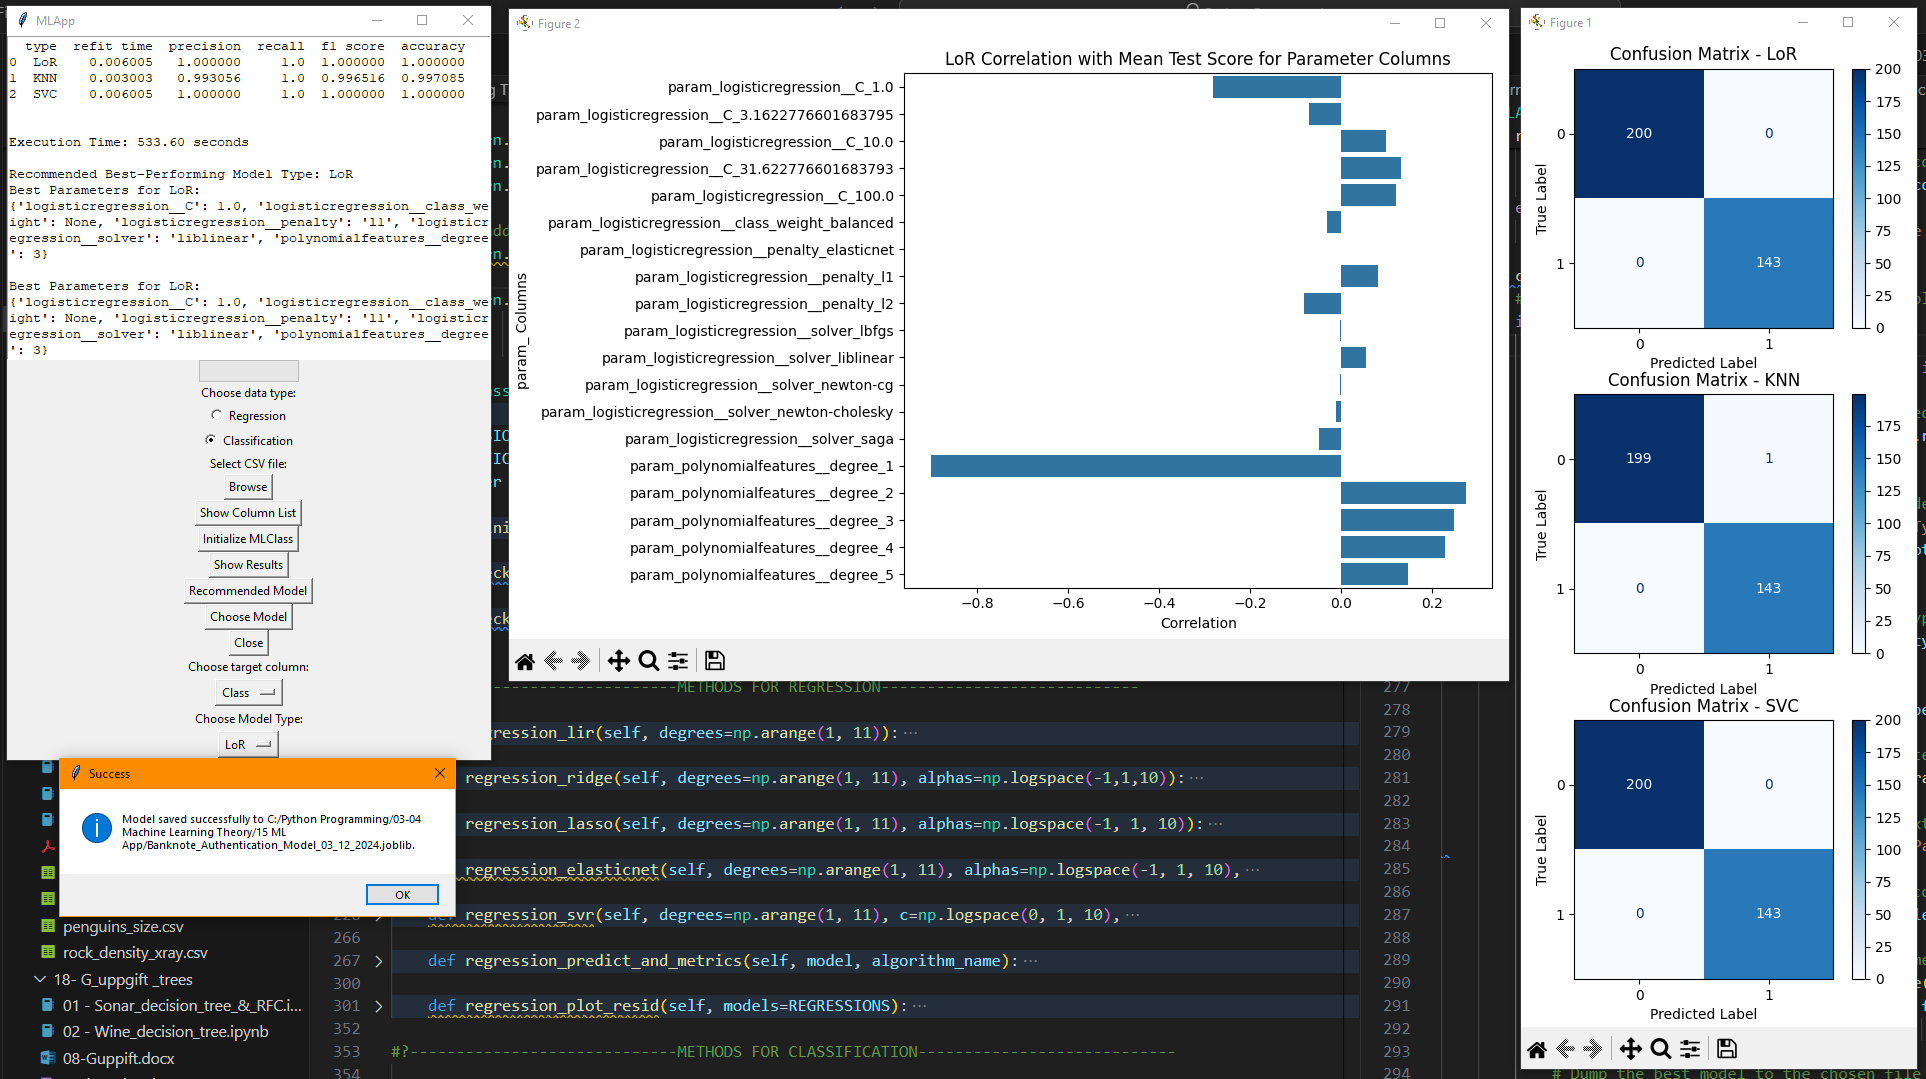 MLApp
type refit time precision recall f1 score accuracy
0 LoR 0.006005 1.000000 1.0 1.000000 1.000000
1 KNN 0.003003 0.993056 1.0 0.996516 0.997085
2 SVC 0.006005 1.000000 1.0 1.000000 1.000000
Execution Time: 533.60 seconds
Recommended Best-Performing Model Type: LoR
Best Parameters for LoR:
{'logisticregression__C': 1.0, 'logisticregression__class_we
ight': None, 'logisticregression__penalty': 'l1', 'logisticr
egression__solver': 'liblinear', 'polynomialfeatures__degree
': 3}
Best Parameters for LoR:
{'logisticregression__C': 1.0, 'logisticregression__class_we
ight': None, 'logisticregression__penalty': 'l1', 'logisticr
egression__solver': 'liblinear', 'polynomialfeatures__degree
': 3}
Choose data type:
Regression
Classification
Select CSV file:
Browse
Show Column List
Initialize MLClass
Show Results
Recommended Model
Choose Model
Close
Choose target column:
Class
Choose Model Type:
LoR
Success
Model saved successfully to C:/Python Programming/03-04
Machine Learning Theory/15 ML
App/Banknote_Authentication_Model_03_12_2024.joblib.
OK
penguins_size.csv
rock_density_xray.csv
18- G_uppgift _trees
01 - Sonar_decision_tree_&_RFC.i...
02 - Wine_decision_tree.ipynb
08-Guppift.docx
Figure 2
LoR Correlation with Mean Test Score for Parameter Columns
param_logisticregression__C_1.0
param_logisticregression__C_3.1622776601683795
param_logisticregression__C_10.0
param_logisticregression__C_31.622776601683793
param_logisticregression__C_100.0
param_logisticregression__class_weight_balanced
param_logisticregression__penalty_elasticnet
param_logisticregression__penalty_l1
param_logisticregression__penalty_l2
param_logisticregression__solver_lbfgs
param_logisticregression__solver_liblinear
param_logisticregression__solver_newton-cg
param_logisticregression__solver_newton-cholesky
param_logisticregression__solver_saga
param_polynomialfeatures__degree_1
param_polynomialfeatures__degree_2
param_polynomialfeatures__degree_3
param_polynomialfeatures__degree_4
param_polynomialfeatures__degree_5
param_ Columns
−0.8 −0.6 −0.4 −0.2 0.0 0.2
Correlation
------------------METHODS FOR REGRESSION----------------------------
gression_lir(self, degrees=np.arange(1, 11)):···
regression_ridge(self, degrees=np.arange(1, 11), alphas=np.logspace(-1,1,10)):···
regression_lasso(self, degrees=np.arange(1, 11), alphas=np.logspace(-1, 1, 10)):···
regression_elasticnet(self, degrees=np.arange(1, 11), alphas=np.logspace(-1, 1, 10),···
def regression_svr(self, degrees=np.arange(1, 11), c=np.logspace(0, 1, 10),···
266
267 def regression_predict_and_metrics(self, model, algorithm_name):···
300
301 def regression_plot_resid(self, models=REGRESSIONS):···
352
353 #?-----------------------------METHODS FOR CLASSIFICATION----------------------------
354
277
278
279
280
281
282
283
284
285
286
287
288
289
290
291
292
293
294
Figure 1
Confusion Matrix - LoR
True Label
0
1
200 0
0 143
0 1
Predicted Label
200
175
150
125
100
75
50
25
0
Confusion Matrix - KNN
True Label
0
1
199 1
0 143
0 1
Predicted Label
175
150
125
100
75
50
25
0
Confusion Matrix - SVC
True Label
0
1
200 0
0 143
0 1
Predicted Label
200
175
150
125
100
75
50
25
0
# Dump the best model to the chosen file